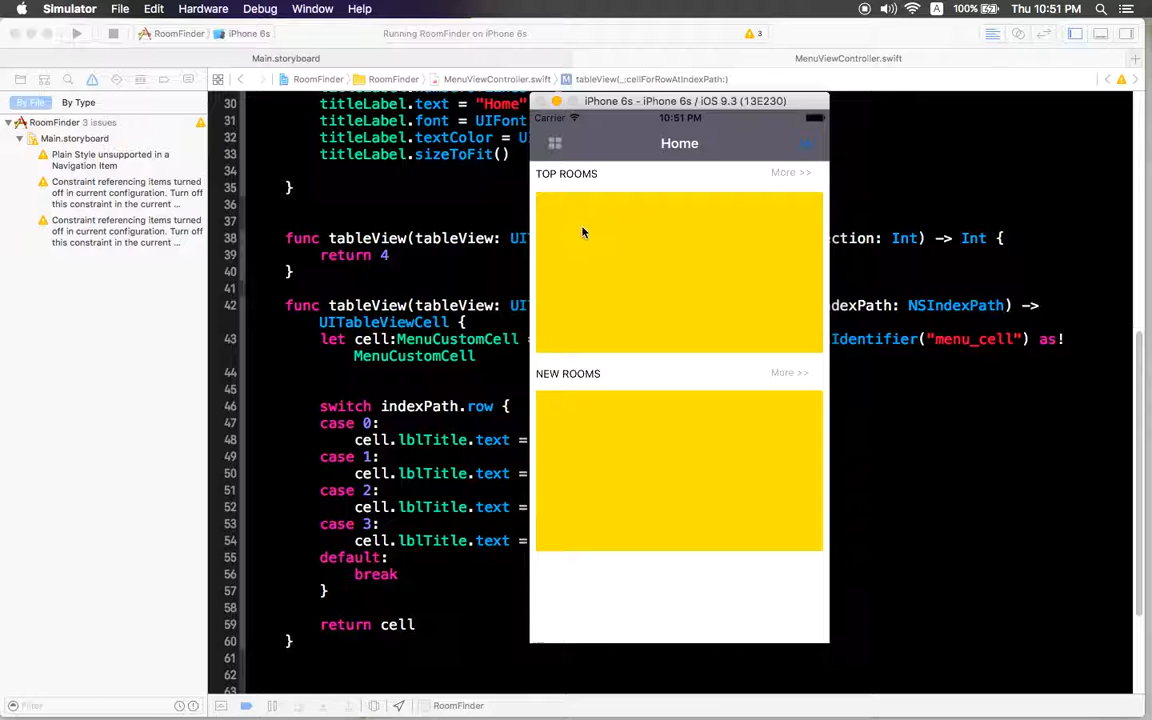 Simulator File Edit Hardware Debug Window Help 100% Thu 10:51 PM
RoomFinder iPhone 6s Running RoomFinder on iPhone 6s 3
Main.storyboard MenuViewController.swift
RoomFinder RoomFinder MenuViewController.swift M tableView(_:cellForRowAtIndexPath:)
By File By Type
RoomFinder 3 issues
Main.storyboard
Plain Style unsupported in a
Navigation Item
Constraint referencing items turned
off in current configuration. Turn off
this constraint in the current ...
Constraint referencing items turned
off in current configuration. Turn off
this constraint in the current ...
30
31 titleLabel.text = "Home"
32 titleLabel.font = UIFont
33 titleLabel.textColor =
titleLabel.sizeToFit()
34
35 }
36
37
38 func tableView(tableView: UI ection: Int) -> Int {
39 return 4
40 }
41
42 func tableView(tableView: UI indexPath: NSIndexPath) ->
UITableViewCell {
43 let cell:MenuCustomCell = Identifier("menu_cell") as!
MenuCustomCell
44
45
46 switch indexPath.row {
47 case 0:
48 cell.lblTitle.text =
49 case 1:
50 cell.lblTitle.text =
51 case 2:
52 cell.lblTitle.text =
53 case 3:
54 cell.lblTitle.text =
55 default:
56 break
57 }
58
59 return cell
60 }
61
62
63
iPhone 6s - iPhone 6s / iOS 9.3 (13E230)
Carrier 10:51 PM
Home
TOP ROOMS More >>
NEW ROOMS More >>
Filter RoomFinder